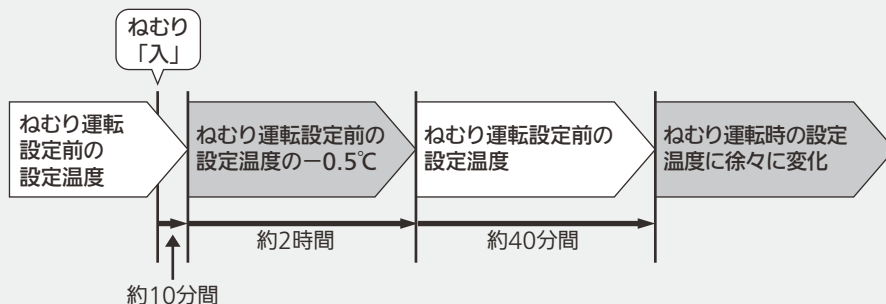 ねむり
「入」
ねむり運転
設定前の
設定温度
ねむり運転設定前の
設定温度の－0.5℃
ねむり運転設定前の
設定温度
ねむり運転時の設定
温度に徐々に変化
約2時間
約40分間
約10分間